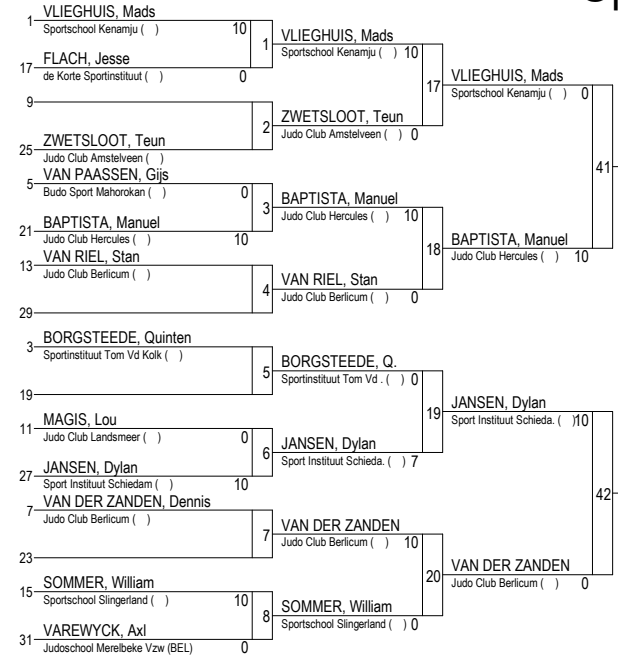 1 VLIEGHUIS, Mads
Sportschool Kenamju ( ) 10
17 FLACH, Jesse
de Korte Sportinstituut ( ) 0
1
VLIEGHUIS, Mads
Sportschool Kenamju ( ) 10
9
25 ZWETSLOOT, Teun
Judo Club Amstelveen ( )
2
ZWETSLOOT, Teun
Judo Club Amstelveen ( ) 0
17
VLIEGHUIS, Mads
Sportschool Kenamju ( ) 0
5 VAN PAASSEN, Gijs
Budo Sport Mahorokan ( ) 0
21 BAPTISTA, Manuel
Judo Club Hercules ( ) 10
3
BAPTISTA, Manuel
Judo Club Hercules ( ) 10
13 VAN RIEL, Stan
Judo Club Berlicum ( )
29
4
VAN RIEL, Stan
Judo Club Berlicum ( ) 0
18
BAPTISTA, Manuel
Judo Club Hercules ( ) 10
41
3 BORGSTEEDE, Quinten
Sportinstituut Tom Vd Kolk ( )
19
5
BORGSTEEDE, Q.
Sportinstituut Tom Vd . ( ) 0
11 MAGIS, Lou
Judo Club Landsmeer ( ) 0
27 JANSEN, Dylan
Sport Instituut Schiedam ( ) 10
6
JANSEN, Dylan
Sport Instituut Schieda. ( ) 7
19
JANSEN, Dylan
Sport Instituut Schieda. ( ) 10
7 VAN DER ZANDEN, Dennis
Judo Club Berlicum ( )
23
7
VAN DER ZANDEN
Judo Club Berlicum ( ) 10
15 SOMMER, William
Sportschool Slingerland ( ) 10
31 VAREWYCK, Axl
Judoschool Merelbeke Vzw (BEL) 0
8
SOMMER, William
Sportschool Slingerland ( ) 0
20
VAN DER ZANDEN
Judo Club Berlicum ( ) 0
42